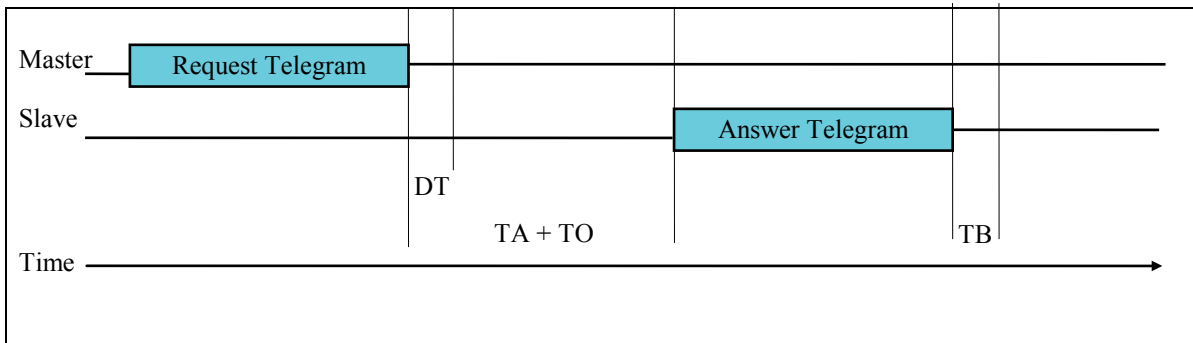 Master
Request Telegram
Slave
Answer Telegram
DT
TA + TO
TB
Time